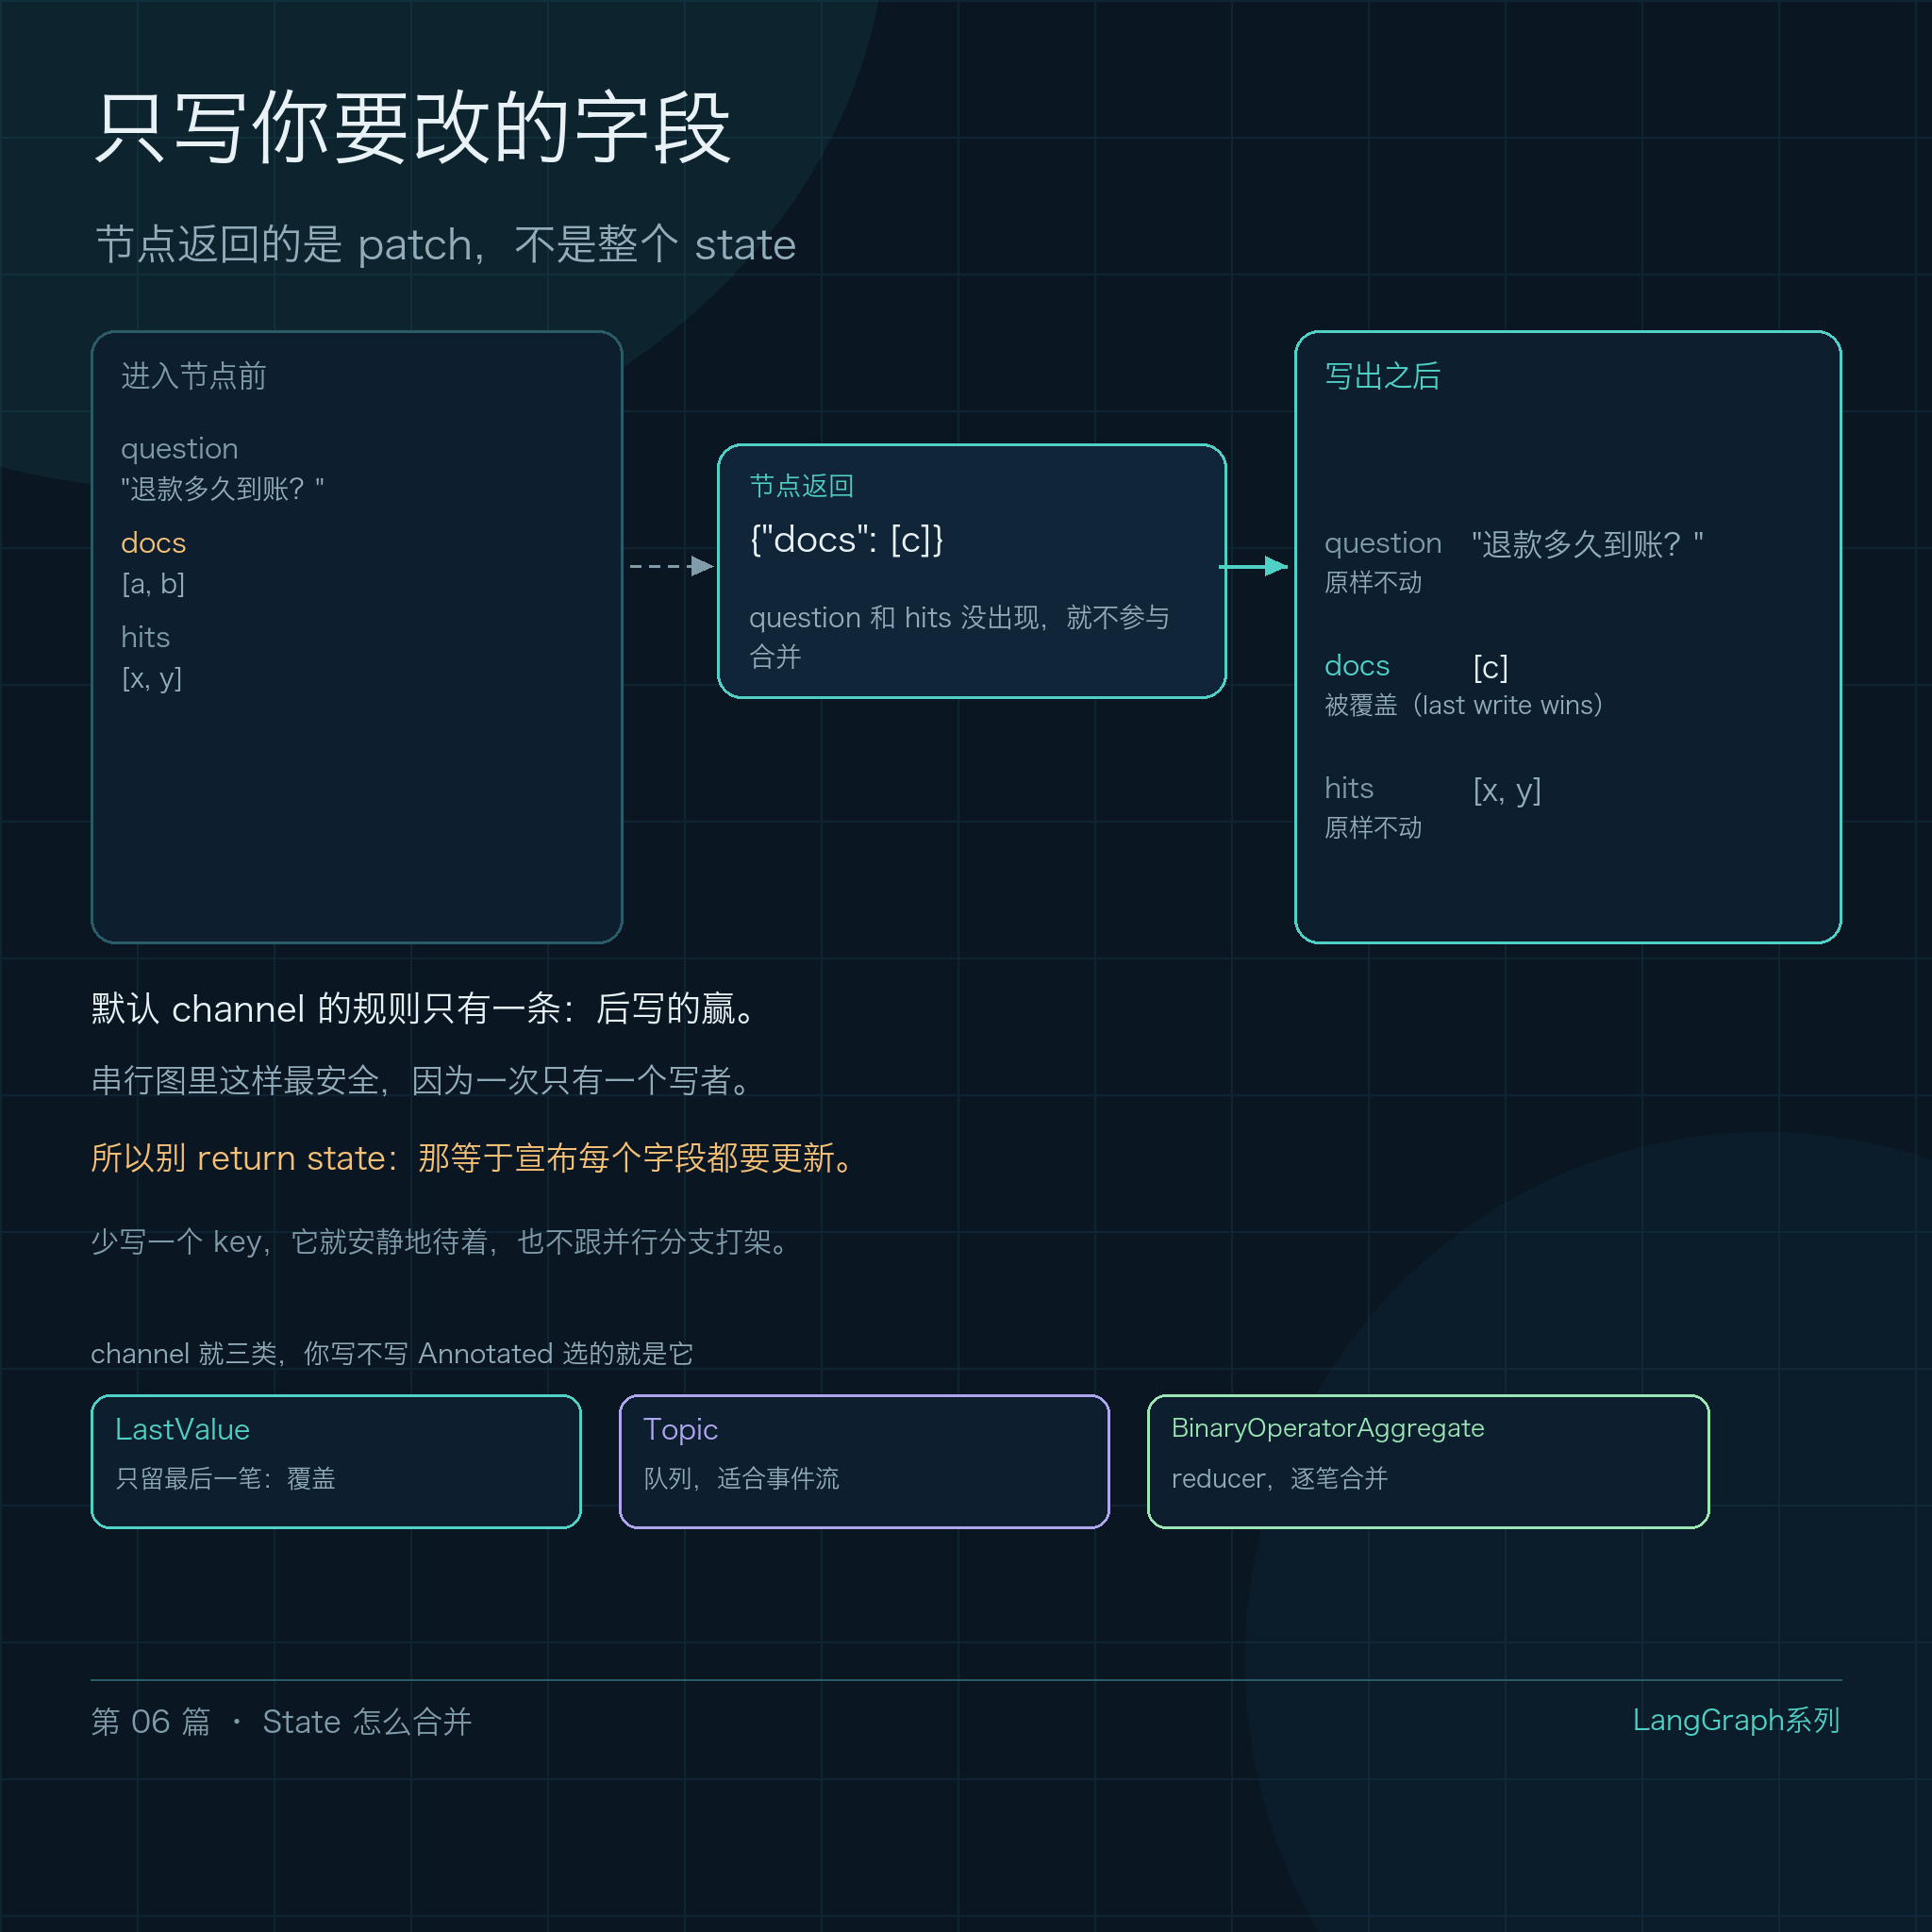 只写你要改的字段
节点返回的是 patch，不是整个 state
进入节点前
question
"退款多久到账？"
docs
[a, b]
hits
[x, y]
节点返回
{"docs": [c]}
question 和 hits 没出现，就不参与
合并
写出之后
question "退款多久到账？"
原样不动
docs [c]
被覆盖（last write wins）
hits [x, y]
原样不动
默认 channel 的规则只有一条：后写的赢。
串行图里这样最安全，因为一次只有一个写者。
所以别 return state：那等于宣布每个字段都要更新。
少写一个 key，它就安静地待着，也不跟并行分支打架。
channel 就三类，你写不写 Annotated 选的就是它
LastValue
只留最后一笔：覆盖
Topic
队列，适合事件流
BinaryOperatorAggregate
reducer，逐笔合并
第 06 篇 · State 怎么合并
LangGraph系列